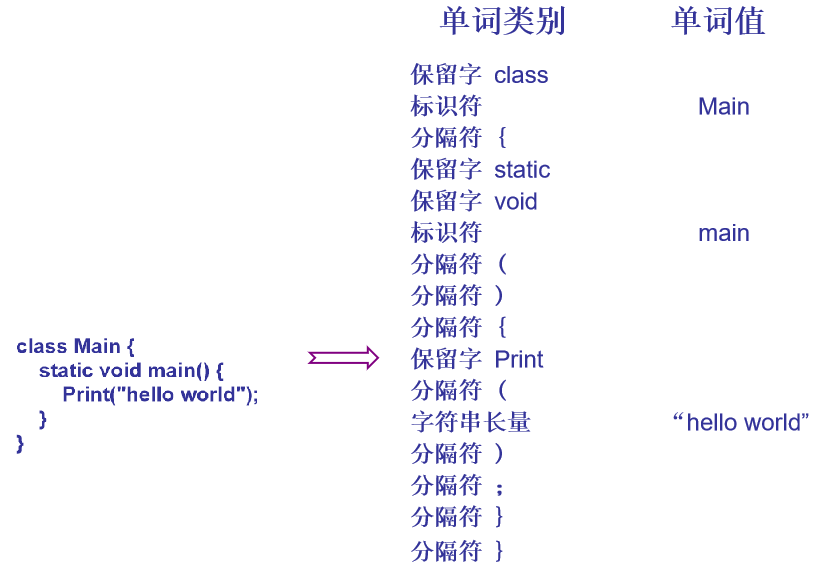 单词类别 单词值
保留字 class
标识符 Main
分隔符 {
保留字 static
保留字 void
标识符 main
分隔符 (
分隔符 )
分隔符 {
保留字 Print
分隔符 (
字符串长量 “hello world”
分隔符 )
分隔符 ;
分隔符 }
分隔符 }
class Main {
static void main() {
Print("hello world");
}
}